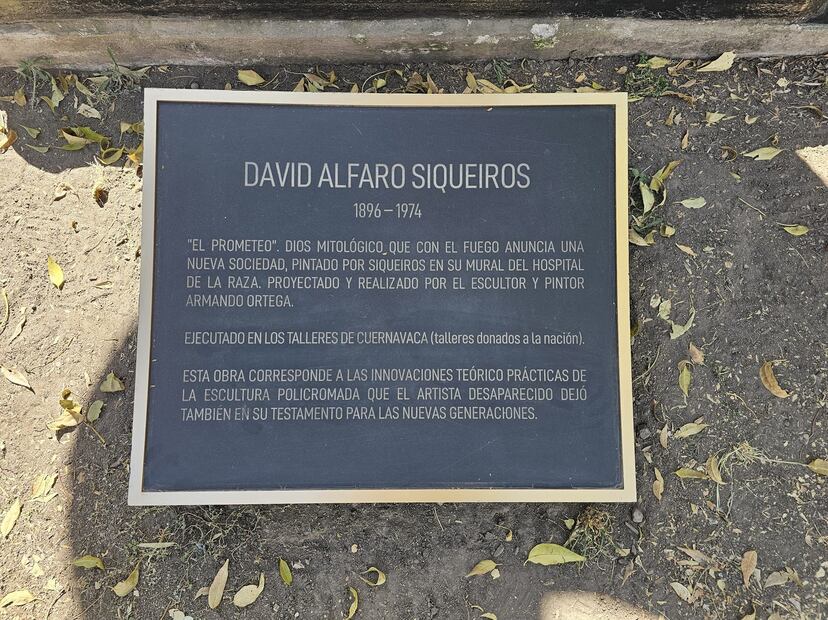 DAVID ALFARO SIQUEIROS
1896 – 1974
"EL PROMETEO". DIOS MITOLÓGICO QUE CON EL FUEGO ANUNCIA UNA
NUEVA SOCIEDAD, PINTADO POR SIQUEIROS EN SU MURAL DEL HOSPITAL
DE LA RAZA. PROYECTADO Y REALIZADO POR EL ESCULTOR Y PINTOR
ARMANDO ORTEGA.
EJECUTADO EN LOS TALLERES DE CUERNAVACA (talleres donados a la nación).
ESTA OBRA CORRESPONDE A LAS INNOVACIONES TEÓRICO PRÁCTICAS DE
LA ESCULTURA POLICROMADA QUE EL ARTISTA DESAPARECIDO DEJÓ
TAMBIÉN EN SU TESTAMENTO PARA LAS NUEVAS GENERACIONES.